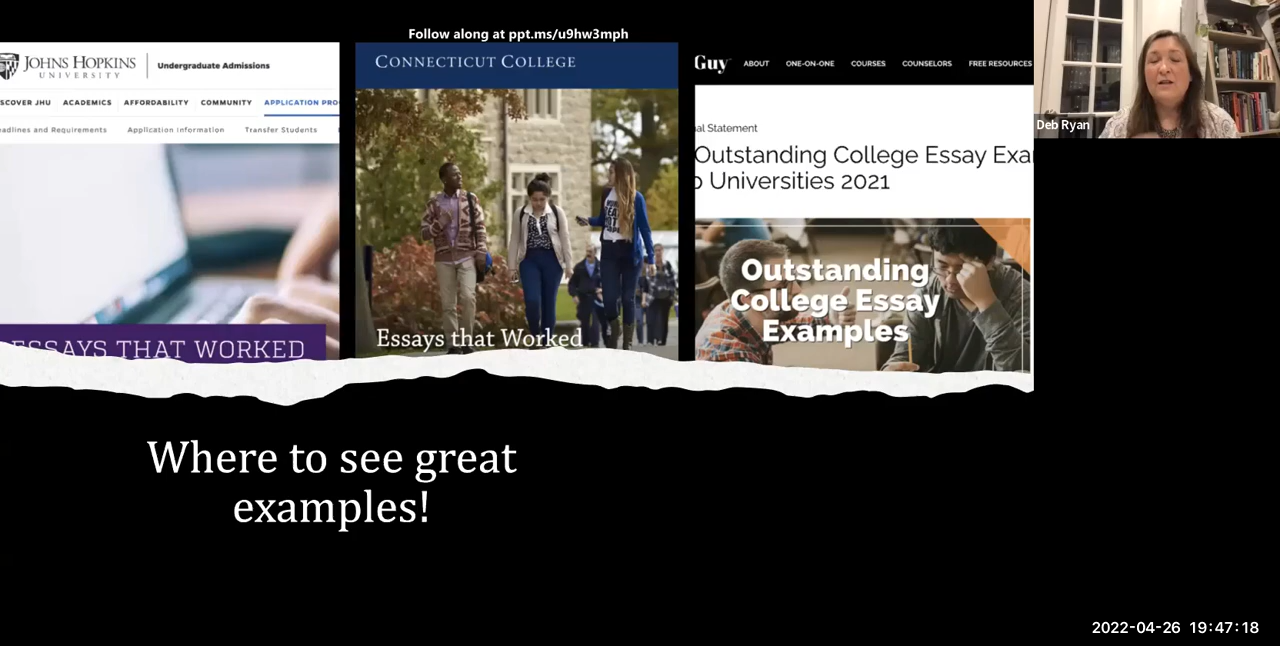 Follow along at ppt.ms/u9hw3mph
JOHNS HOPKINS
UNIVERSITY
Undergraduate Admissions
SCOVER JHU ACADEMICS AFFORDABILITY COMMUNITY APPLICATION PRO
eadlines and Requirements Application Information Transfer Students
ESSAYS THAT WORKED
CONNECTICUT COLLEGE
Essays that Worked
Guy ABOUT ONE-ON-ONE COURSES COUNSELORS FREE RESOURCES
al Statement
Outstanding College Essay Exa
Universities 2021
Outstanding
College Essay
Examples
Deb Ryan
Where to see great
examples!
2022-04-26 19:47:18